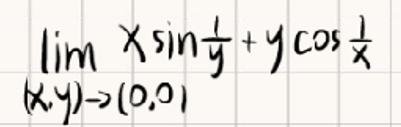 lim x sin 1/y + y cos 1/x
(x,y)→(0,0)